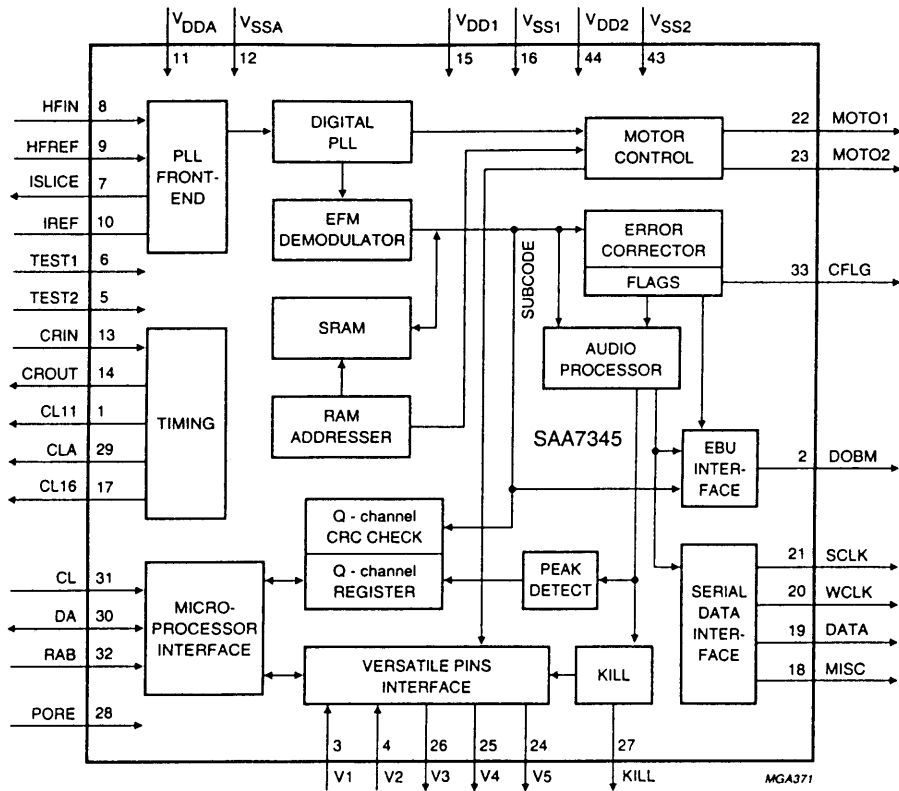 VDDA VSSA VDD1 VSS1 VDD2 VSS2
11 12 15 16 44 43
HFIN 8
HFREF 9
ISLICE 7
IREF 10
TEST1 6
TEST2 5
CRIN 13
CROUT 14
CL11 1
CLA 29
CL16 17
CL 31
DA 30
RAB 32
PORE 28
PLL
FRONT-
END
DIGITAL
PLL
EFM
DEMODULATOR
SRAM
RAM
ADDRESSER
TIMING
MOTOR
CONTROL
22 MOTO1
23 MOTO2
SUBCODE
ERROR
CORRECTOR
FLAGS
33 CFLG
AUDIO
PROCESSOR
SAA7345
EBU
INTER-
FACE
2 DOBM
Q - channel
CRC CHECK
Q - channel
REGISTER
PEAK
DETECT
MICRO-
PROCESSOR
INTERFACE
SERIAL
DATA
INTER-
FACE
21 SCLK
20 WCLK
19 DATA
18 MISC
VERSATILE PINS
INTERFACE
KILL
3 4 26 25 24 27
V1 V2 V3 V4 V5 KILL
MGA371